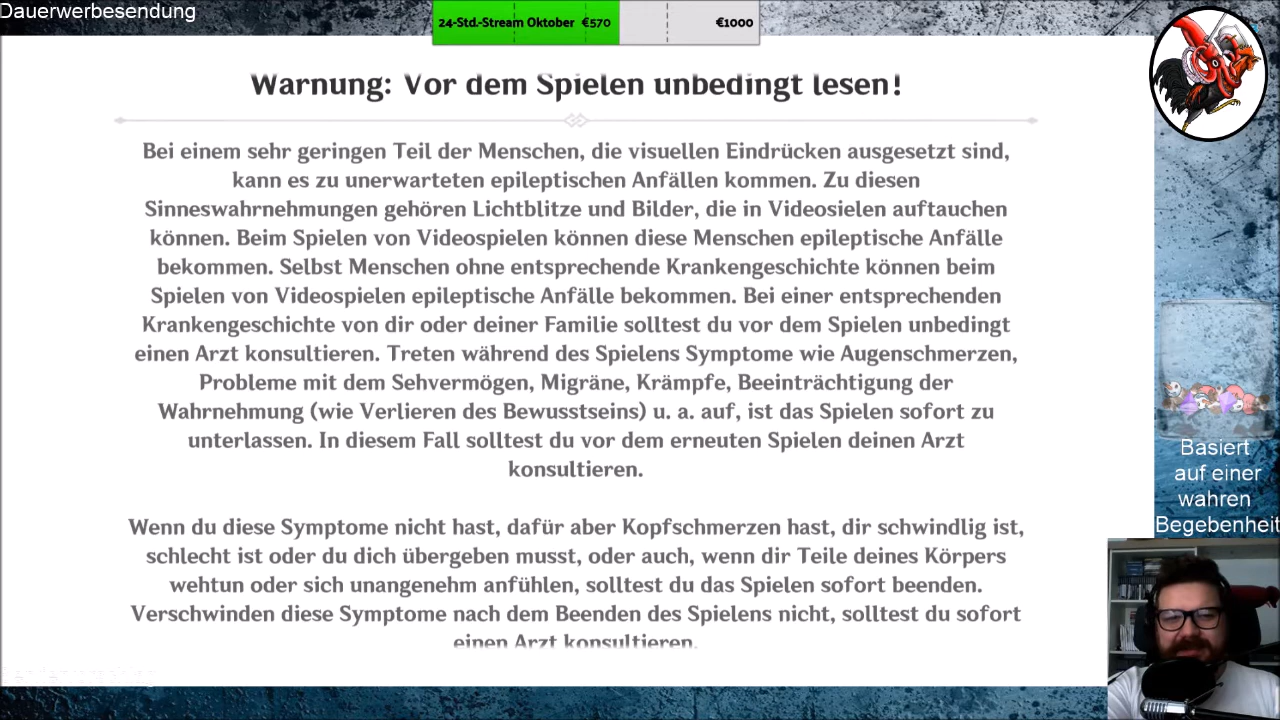 Dauerwerbesendung
24-Std.-Stream Oktober €570 €1000
Warnung: Vor dem Spielen unbedingt lesen!
Bei einem sehr geringen Teil der Menschen, die visuellen Eindrücken ausgesetzt sind,
kann es zu unerwarteten epileptischen Anfällen kommen. Zu diesen
Sinneswahrnehmungen gehören Lichtblitze und Bilder, die in Videosielen auftauchen
können. Beim Spielen von Videospielen können diese Menschen epileptische Anfälle
bekommen. Selbst Menschen ohne entsprechende Krankengeschichte können beim
Spielen von Videospielen epileptische Anfälle bekommen. Bei einer entsprechenden
Krankengeschichte von dir oder deiner Familie solltest du vor dem Spielen unbedingt
einen Arzt konsultieren. Treten während des Spielens Symptome wie Augenschmerzen,
Probleme mit dem Sehvermögen, Migräne, Krämpfe, Beeinträchtigung der
Wahrnehmung (wie Verlieren des Bewusstseins) u. a. auf, ist das Spielen sofort zu
unterlassen. In diesem Fall solltest du vor dem erneuten Spielen deinen Arzt
konsultieren.
Wenn du diese Symptome nicht hast, dafür aber Kopfschmerzen hast, dir schwindlig ist,
schlecht ist oder du dich übergeben musst, oder auch, wenn dir Teile deines Körpers
wehtun oder sich unangenehm anfühlen, solltest du das Spielen sofort beenden.
Verschwinden diese Symptome nach dem Beenden des Spielens nicht, solltest du sofort
einen Arzt konsultieren.
Basiert
auf einer
wahren
Begebenheit